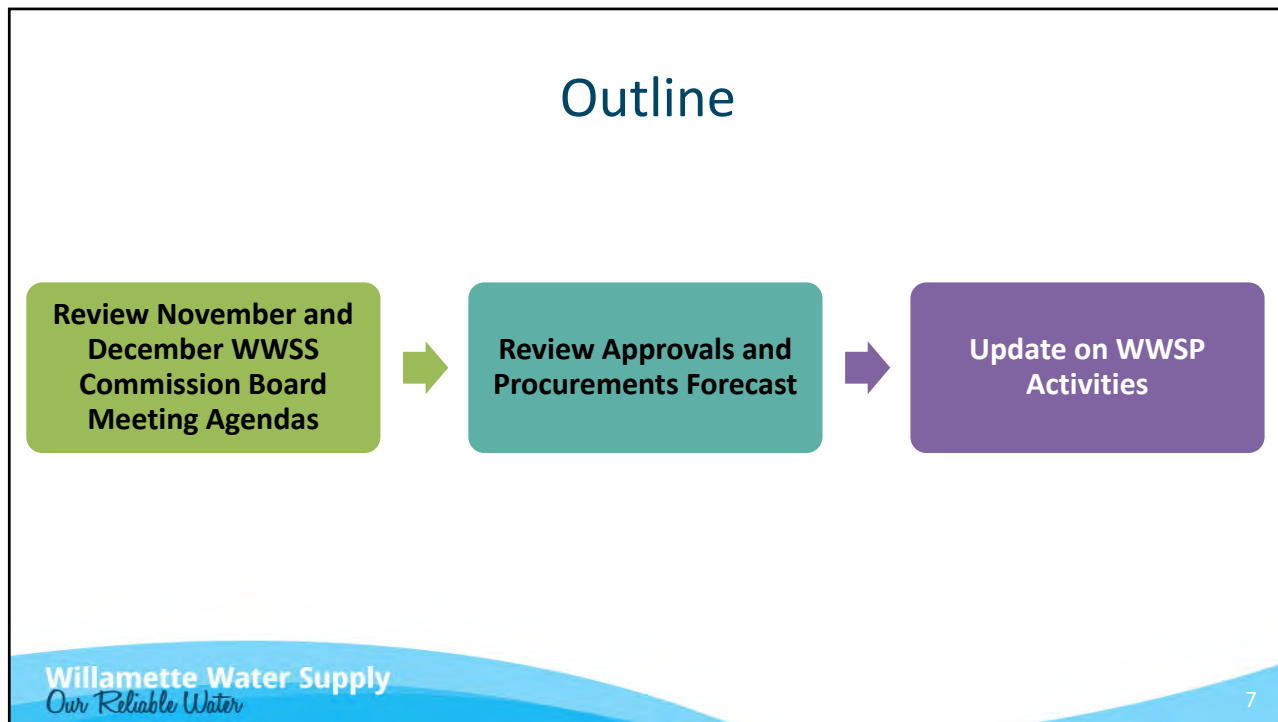 Outline
Review November and
December WWSS
Commission Board
Meeting Agendas
Review Approvals and
Procurements Forecast
Update on WWSP
Activities
Willamette Water Supply
Our Reliable Water
7